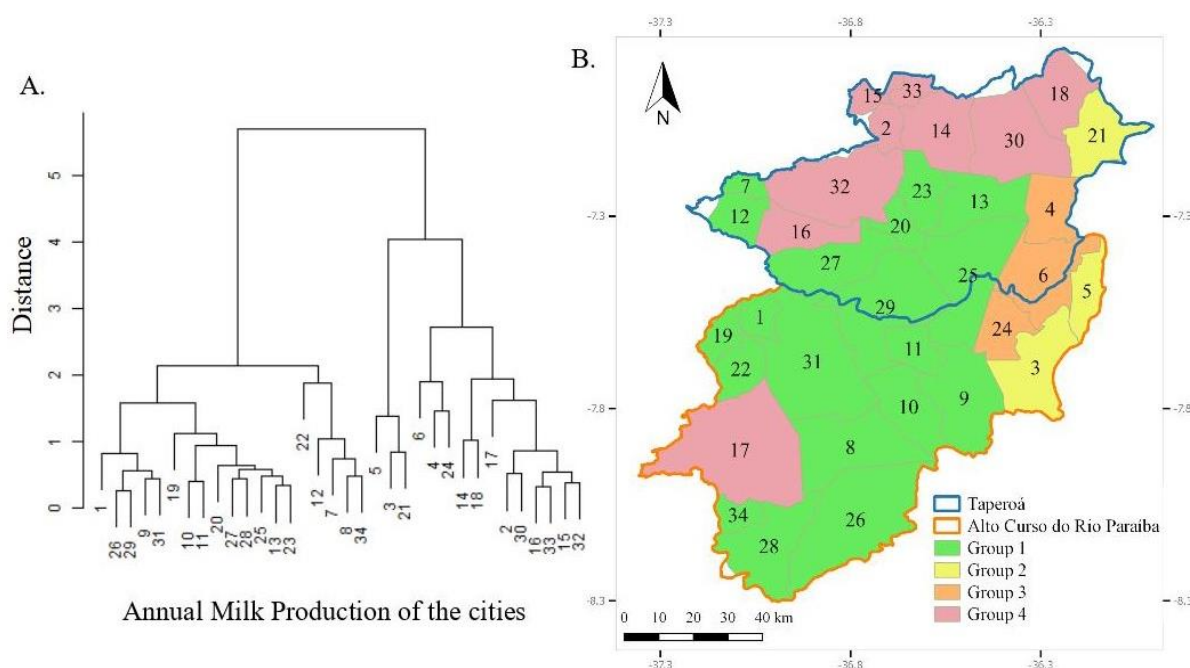 A.
Distance
5
4
3
2
1
0
1
26
29
9
31
19
10
11
20
27
28
25
13
23
22
12
7
8
34
5
3
21
6
4
24
14
18
17
2
30
16
33
15
32
Annual Milk Production of the cities
B.
-37.3 -36.8 -36.3
N
15 33 18
2 14 30 21
7 32 23 13 4
12 16 20
27 25 6
29 5
1 24
19 11 3
22 31
10 9
17 8
34 26
28
-7.3
-7.8
-8.3
-7.3
-7.8
-8.3
Taperoá
Alto Curso do Rio Paraíba
Group 1
Group 2
Group 3
Group 4
0 10 20 30 40 km
-37.3 -36.8 -36.3